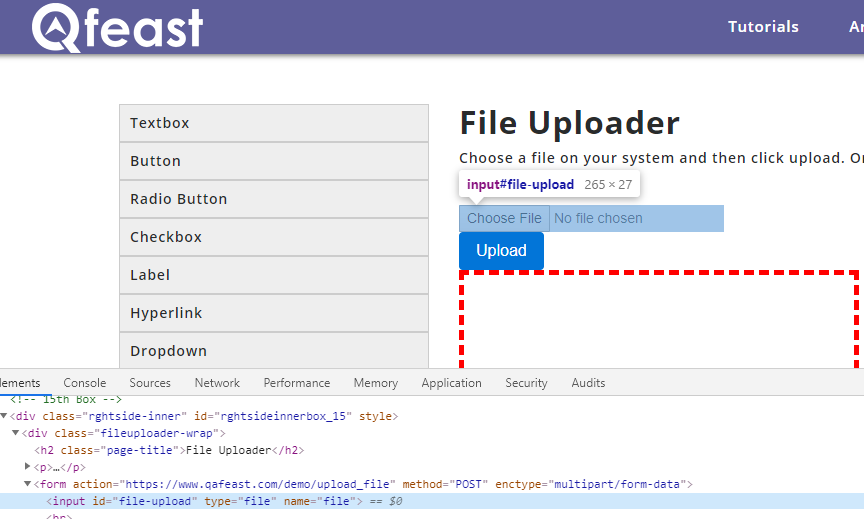 Qfeast
Tutorials
File Uploader
Choose a file on your system and then click upload.
input#file-upload 265 × 27
Choose File No file chosen
Upload
Textbox
Button
Radio Button
Checkbox
Label
Hyperlink
Dropdown
Console Sources Network Performance Memory Application Security Audits
<!-- 15th Box -->
<div class="rghtside-inner" id="rghtsideinnerbox_15" style>
<div class="fileuploader-wrap">
<h2 class="page-title">File Uploader</h2>
<p>…</p>
<form action="https://www.qafeast.com/demo/upload_file" method="POST" enctype="multipart/form-data">
<input id="file-upload" type="file" name="file"> == $0